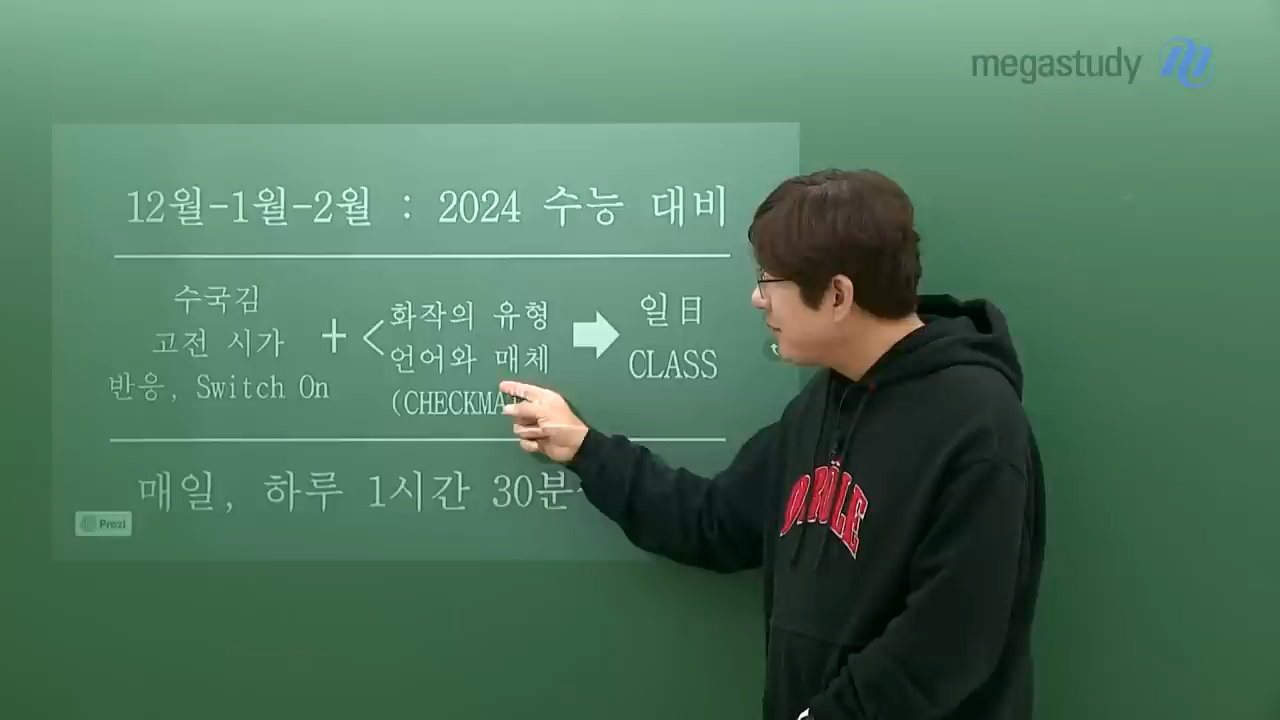 megastudy
12월-1월-2월 : 2024 수능 대비
수국김
고전 시가
반응, Switch On
+
<
화작의 유형
언어와 매체
(CHECKMA
일日
CLASS
매일, 하루 1시간 30분
Prezi